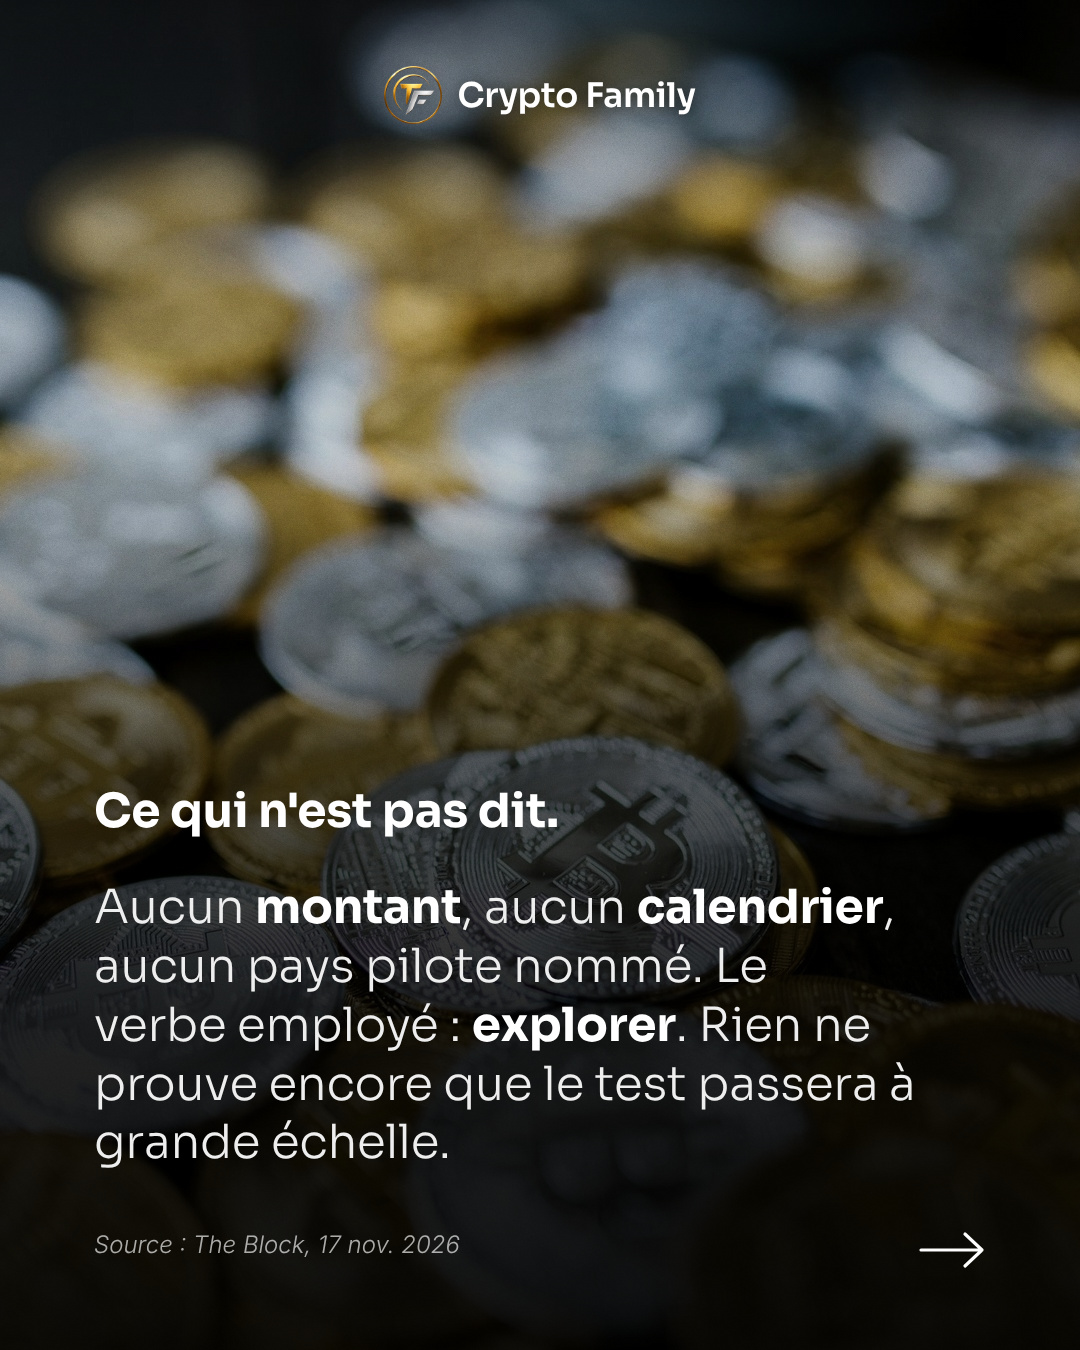 Crypto Family
Ce qui n'est pas dit.
Aucun montant, aucun calendrier,
aucun pays pilote nommé. Le
verbe employé : explorer. Rien ne
prouve encore que le test passera à
grande échelle.
Source : The Block, 17 nov. 2026